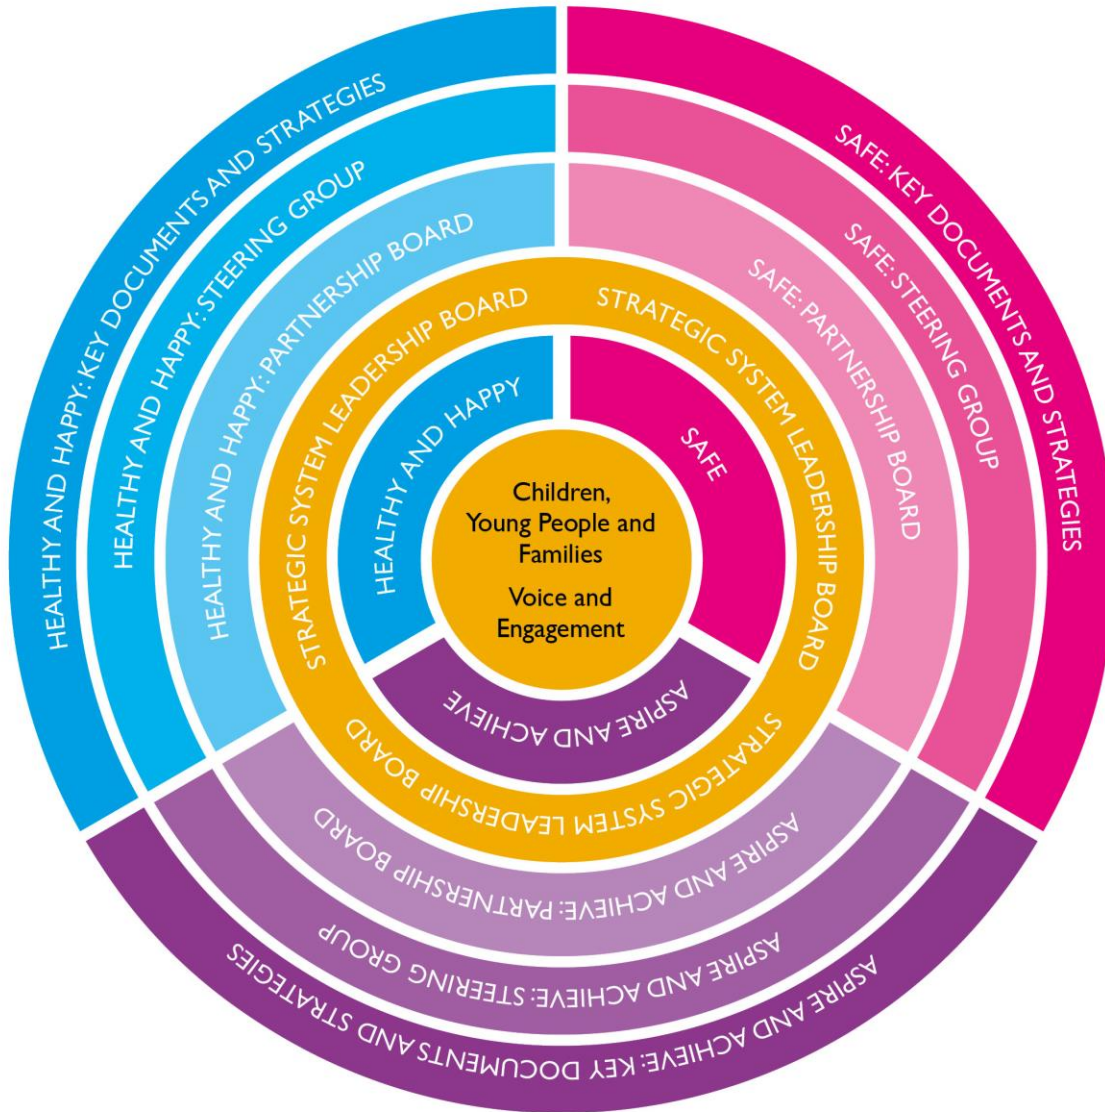 HEALTHY AND HAPPY: KEY DOCUMENTS AND STRATEGIES
SAFE: KEY DOCUMENTS AND STRATEGIES
ASPIRE AND ACHIEVE: KEY DOCUMENTS AND STRATEGIES
HEALTHY AND HAPPY: STEERING GROUP
SAFE: STEERING GROUP
ASPIRE AND ACHIEVE: STEERING GROUP
HEALTHY AND HAPPY: PARTNERSHIP BOARD
SAFE: PARTNERSHIP BOARD
ASPIRE AND ACHIEVE: PARTNERSHIP BOARD
STRATEGIC SYSTEM LEADERSHIP BOARD
STRATEGIC SYSTEM LEADERSHIP BOARD
STRATEGIC SYSTEM LEADERSHIP BOARD
HEALTHY AND HAPPY
SAFE
ASPIRE AND ACHIEVE
Children,
Young People and
Families
Voice and
Engagement